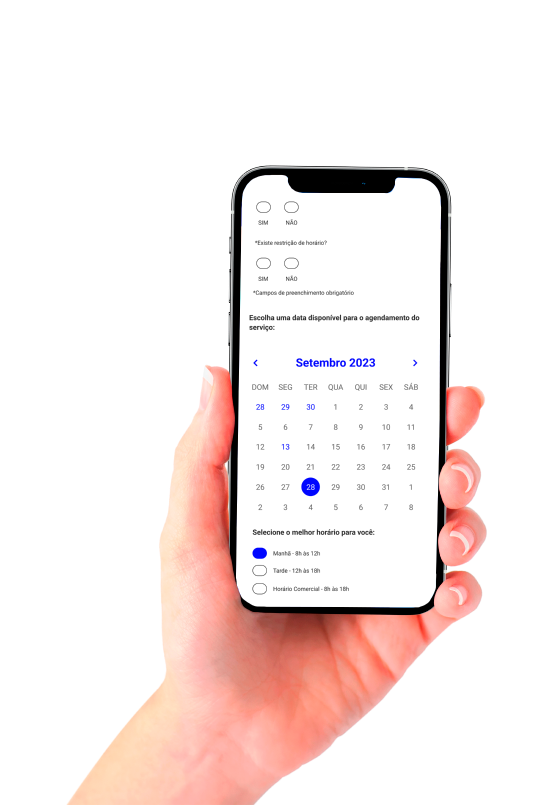 SIM NÃO
*Existe restrição de horário?
SIM NÃO
*Campos de preenchimento obrigatório
Escolha uma data disponível para o agendamento do
serviço:
Setembro 2023
DOM SEG TER QUA QUI SEX SÁB
28 29 30 1 2 3 4
5 6 7 8 9 10 11
12 13 14 15 16 17 18
19 20 21 22 23 24 25
26 27 28 29 30 31 1
2 3 4 5 6 7 8
Selecione o melhor horário para você:
Manhã - 8h às 12h
Tarde - 12h às 18h
Horário Comercial - 8h às 18h